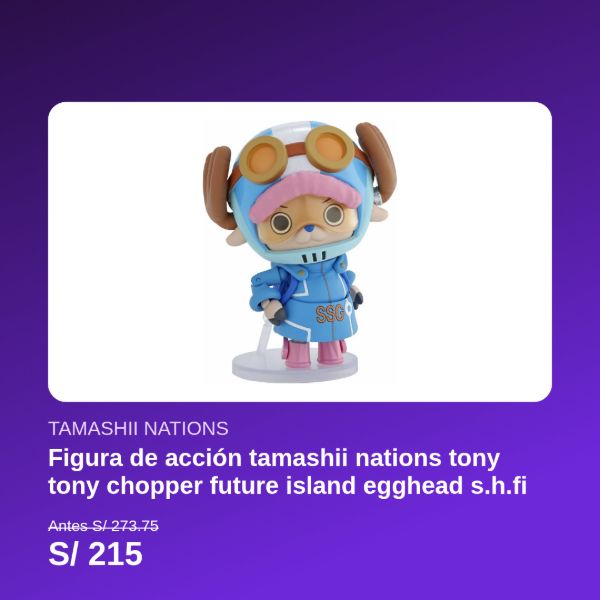 SSG
TAMASHII NATIONS
Figura de acción tamashii nations tony
tony chopper future island egghead s.h.fi
Antes S/ 273.75
S/ 215